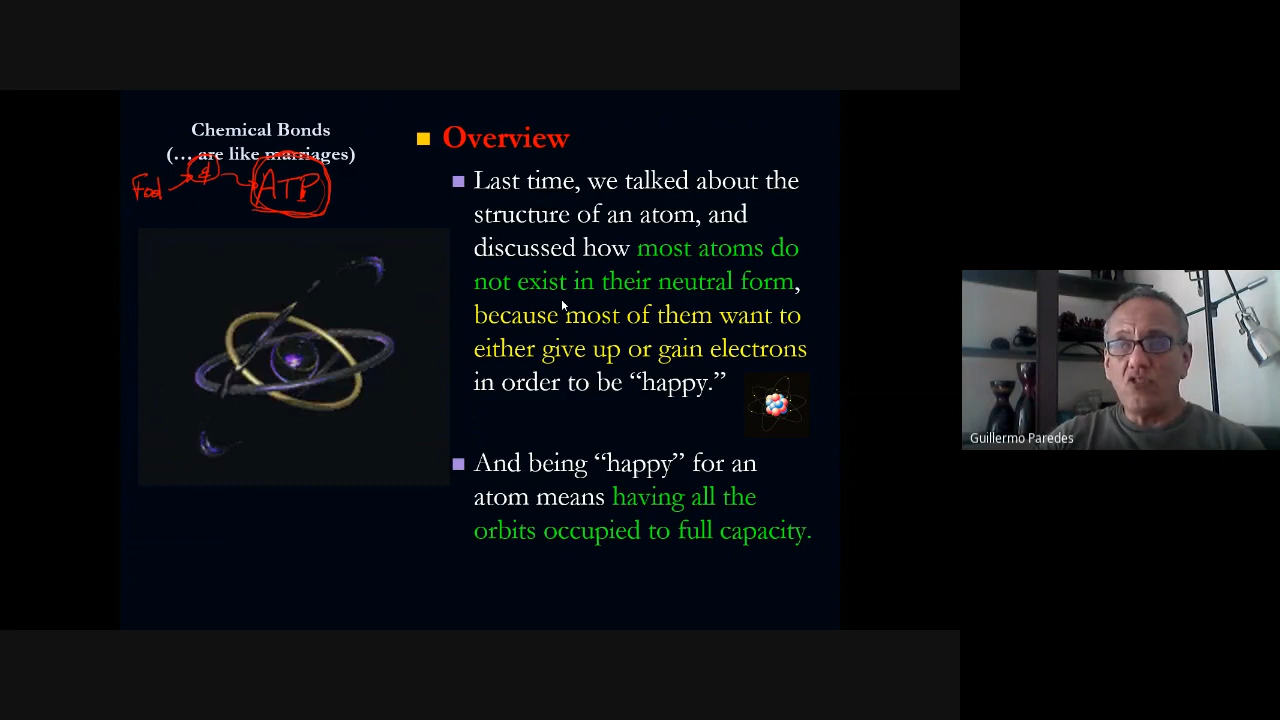 Chemical Bonds
(… are like marriages)
Food
ATP
Overview
Last time, we talked about the
structure of an atom, and
discussed how most atoms do
not exist in their neutral form,
because most of them want to
either give up or gain electrons
in order to be “happy.”
And being “happy” for an
atom means having all the
orbits occupied to full capacity.
Guillermo Paredes